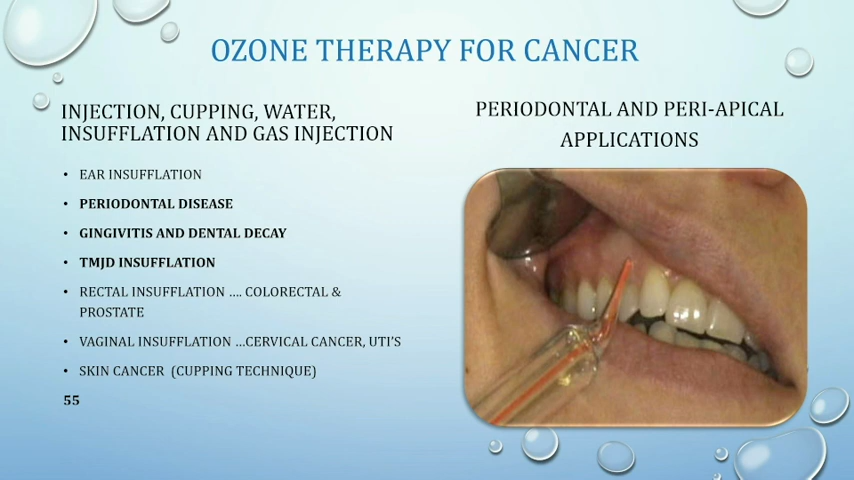 OZONE THERAPY FOR CANCER
INJECTION, CUPPING, WATER,
INSUFFLATION AND GAS INJECTION
• EAR INSUFFLATION
• PERIODONTAL DISEASE
• GINGIVITIS AND DENTAL DECAY
• TMJD INSUFFLATION
• RECTAL INSUFFLATION .... COLORECTAL &
PROSTATE
• VAGINAL INSUFFLATION ...CERVICAL CANCER, UTI'S
• SKIN CANCER (CUPPING TECHNIQUE)
55
PERIODONTAL AND PERI-APICAL
APPLICATIONS